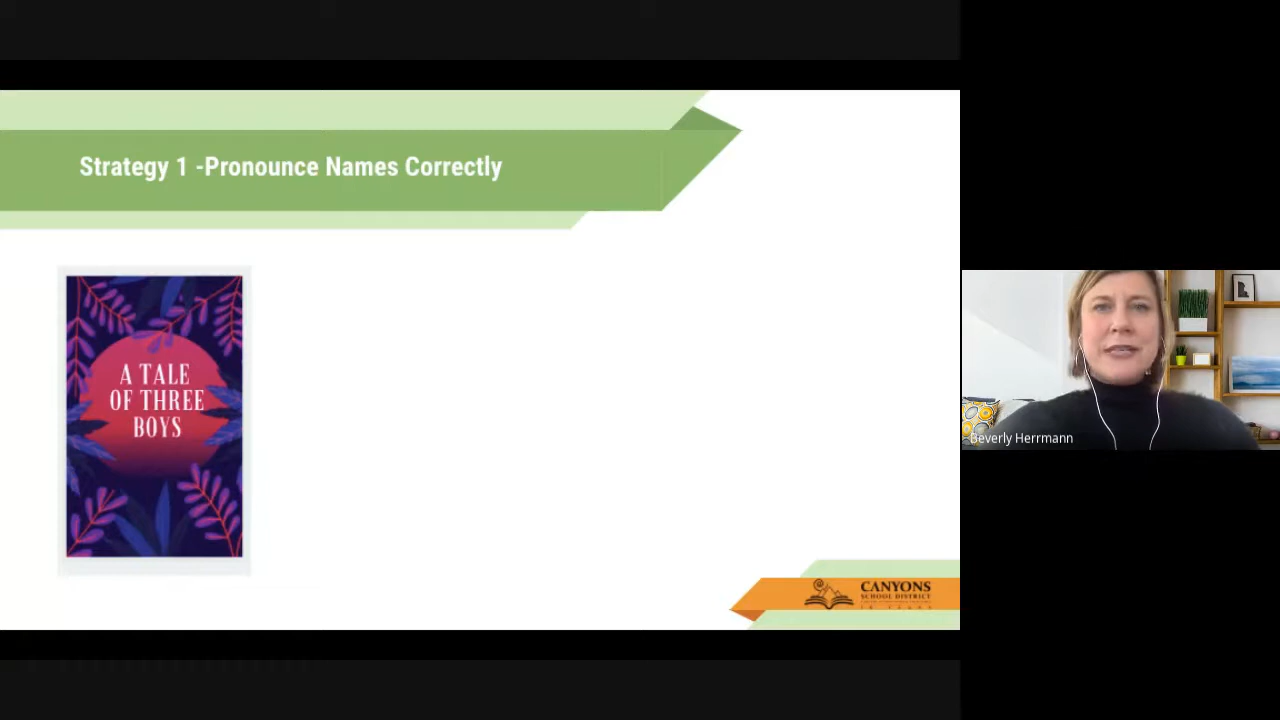 Strategy 1 -Pronounce Names Correctly
A TALE
OF THREE
BOYS
CANYONS
SCHOOL DISTRICT
Beverly Herrmann